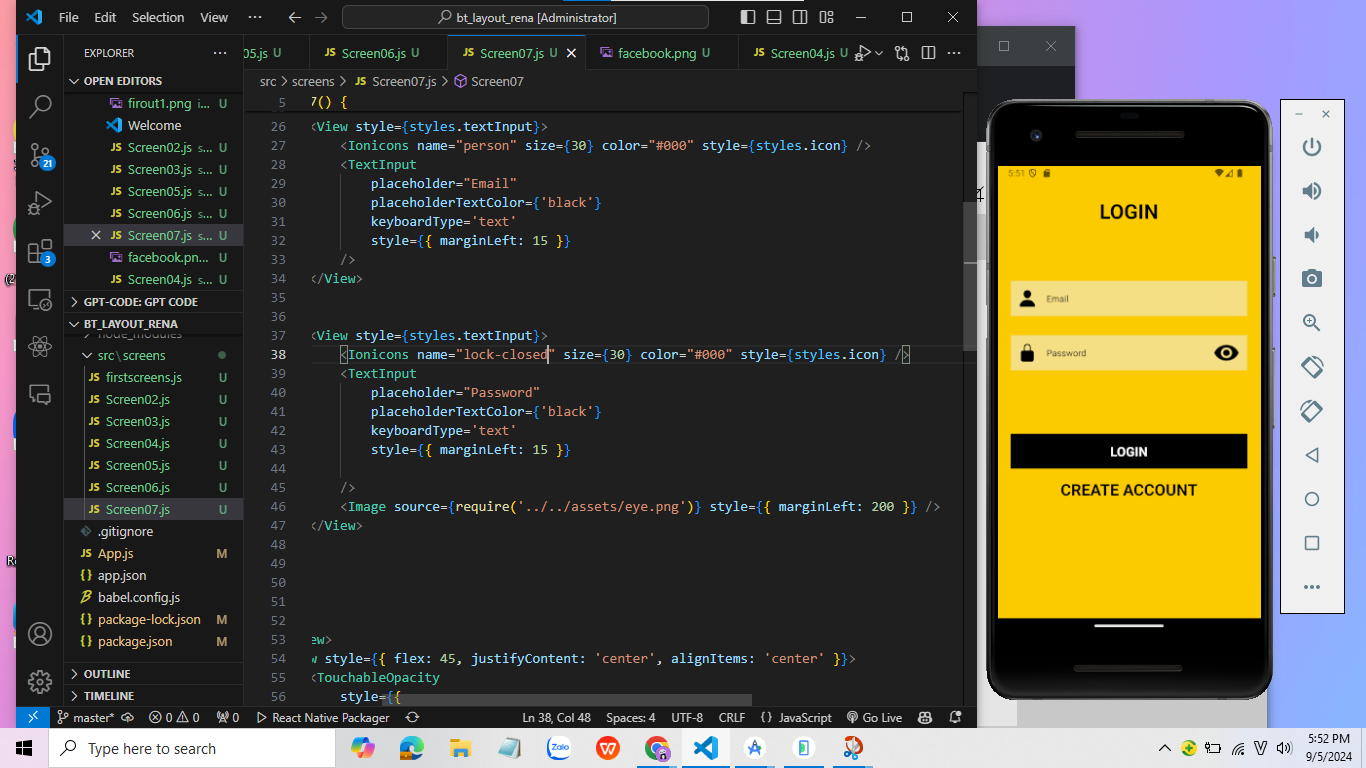 File Edit Selection View ··· bt_layout_rena [Administrator]
EXPLORER ···
OPEN EDITORS
firout1.png i... U
Welcome
Screen02.js s... U
Screen03.js s... U
Screen05.js s... U
Screen06.js s... U
Screen07.js s... U
facebook.pn... U
Screen04.js s... U
GPT-CODE: GPT CODE
BT_LAYOUT_RENA
node_modules
src\screens
JS firstscreens.js U
JS Screen02.js U
JS Screen03.js U
JS Screen04.js U
JS Screen05.js U
JS Screen06.js U
JS Screen07.js U
.gitignore
JS App.js M
{} app.json
babel.config.js
{} package-lock.json M
{} package.json M
OUTLINE
TIMELINE
21
3
05.js U JS Screen06.js U JS Screen07.js U facebook.png U JS Screen04.js U ···
src > screens > JS Screen07.js > Screen07
5 7() {
26 <View style={styles.textInput}>
27 <Ionicons name="person" size={30} color="#000" style={styles.icon} />
28 <TextInput
29 placeholder="Email"
30 placeholderTextColor={'black'}
31 keyboardType='text'
32 style={{ marginLeft: 15 }}
33 />
34 </View>
35
36
37 <View style={styles.textInput}>
38 <Ionicons name="lock-closed" size={30} color="#000" style={styles.icon} />
39 <TextInput
40 placeholder="Password"
41 placeholderTextColor={'black'}
42 keyboardType='text'
43 style={{ marginLeft: 15 }}
44
45 />
46 <Image source={require('../../assets/eye.png')} style={{ marginLeft: 200 }} />
47 </View>
48
49
50
51
52
53 ew>
54 w style={{ flex: 45, justifyContent: 'center', alignItems: 'center' }}>
55 <TouchableOpacity
56 style={{
master* 0 0 0 React Native Packager Ln 38, Col 48 Spaces: 4 UTF-8 CRLF {} JavaScript Go Live
5:51
LOGIN
Email
Password
LOGIN
CREATE ACCOUNT
Type here to search
Zalo
5:52 PM
9/5/2024